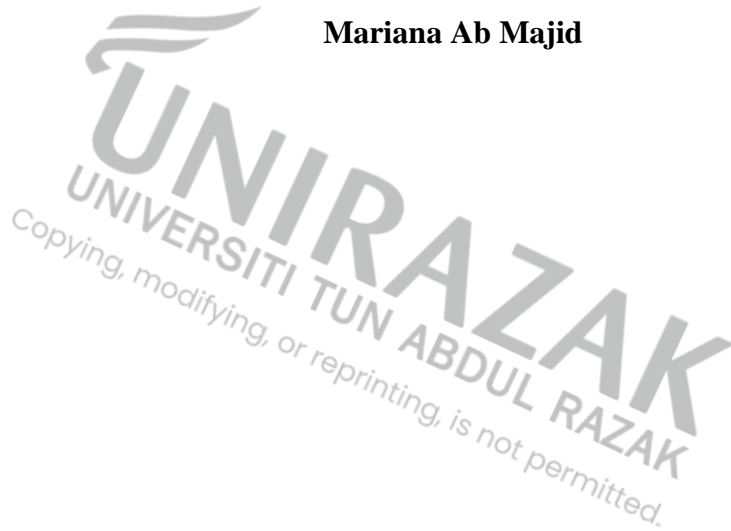 Mariana Ab Majid
UNIRAZAK
UNIVERSITI TUN ABDUL RAZAK
Copying, modifying, or reprinting, is not permitted.